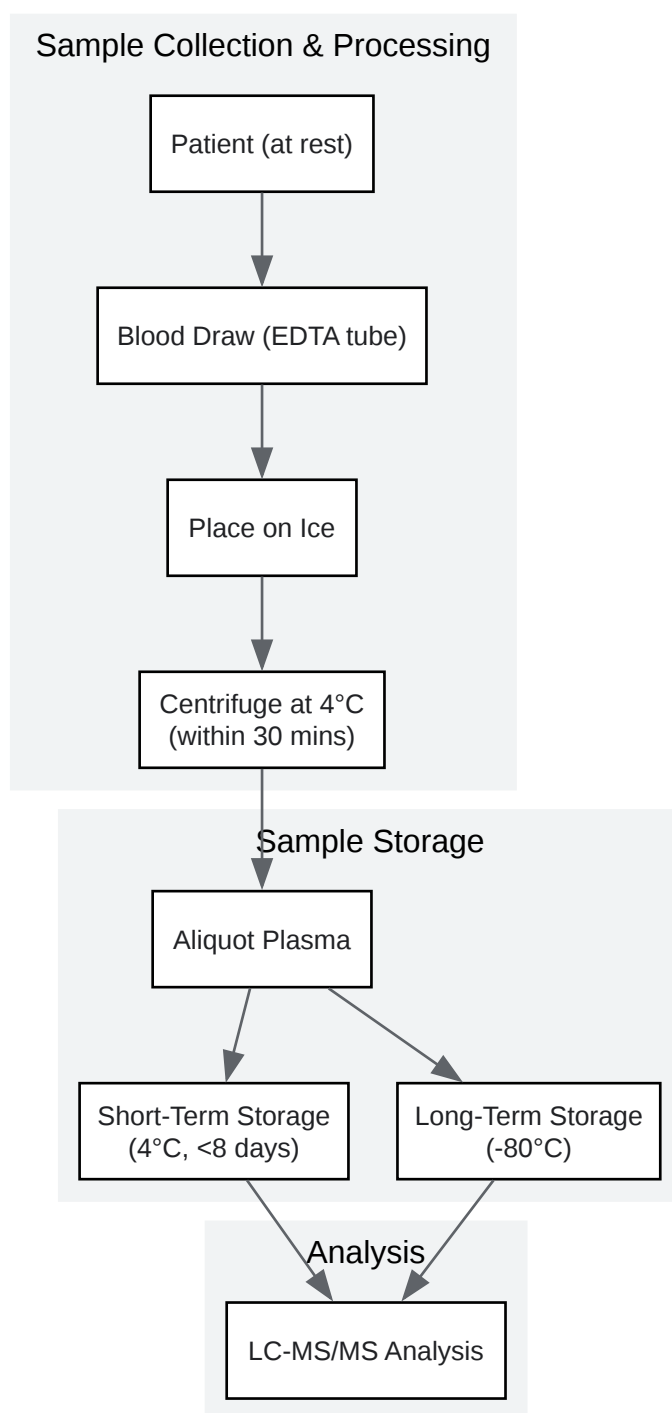 Sample Collection & Processing
Patient (at rest)
Blood Draw (EDTA tube)
Place on Ice
Centrifuge at 4°C
(within 30 mins)
Sample Storage
Aliquot Plasma
Short-Term Storage
(4°C, <8 days)
Long-Term Storage
(-80°C)
Analysis
LC-MS/MS Analysis